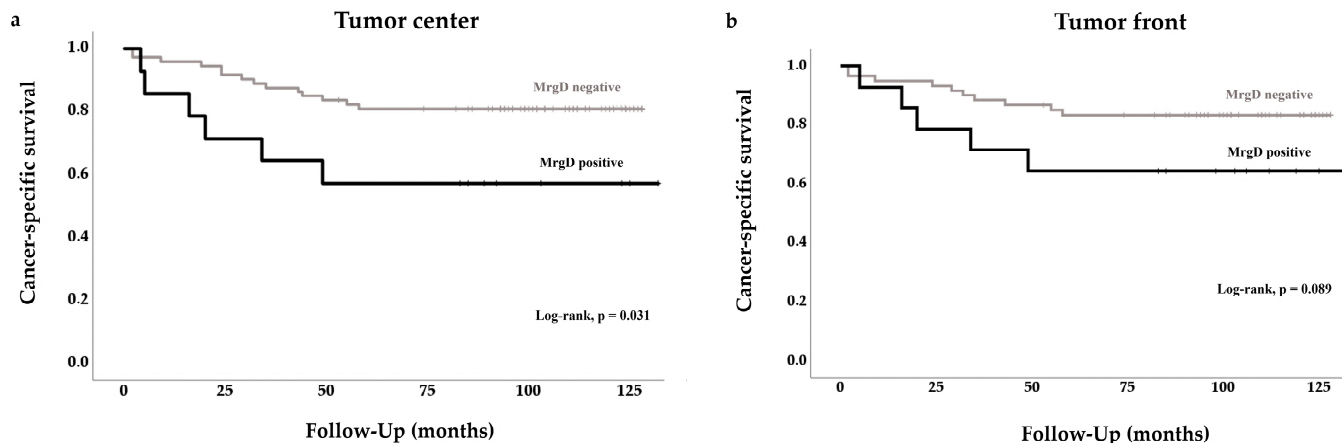 a
Tumor center
Cancer-specific survival
1.0
0.8
0.6
0.4
0.2
0.0
MrgD negative
MrgD positive
Log-rank, p = 0.031
0 25 50 75 100 125
Follow-Up (months)
b
Tumor front
Cancer-specific survival
1.0
0.8
0.6
0.4
0.2
0.0
MrgD negative
MrgD positive
Log-rank, p = 0.089
0 25 50 75 100 125
Follow-Up (months)